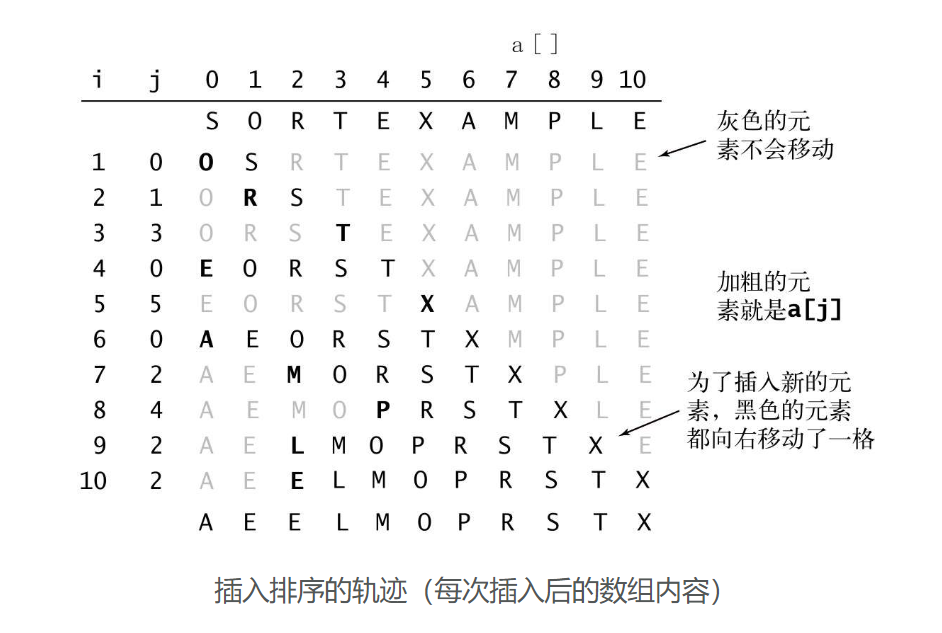 a[]
i j 0 1 2 3 4 5 6 7 8 9 10
S O R T E X A M P L E
1 0 O S R T E X A M P L E
2 1 O R S T E X A M P L E
3 3 O R S T E X A M P L E
4 0 E O R S T X A M P L E
5 5 E O R S T X A M P L E
6 0 A E O R S T X M P L E
7 2 A E M O R S T X P L E
8 4 A E M O P R S T X L E
9 2 A E L M O P R S T X E
10 2 A E E L M O P R S T X
A E E L M O P R S T X
灰色的元
素不会移动
加粗的元
素就是a[j]
为了插入新的元
素，黑色的元素
都向右移动了一格
插入排序的轨迹（每次插入后的数组内容）